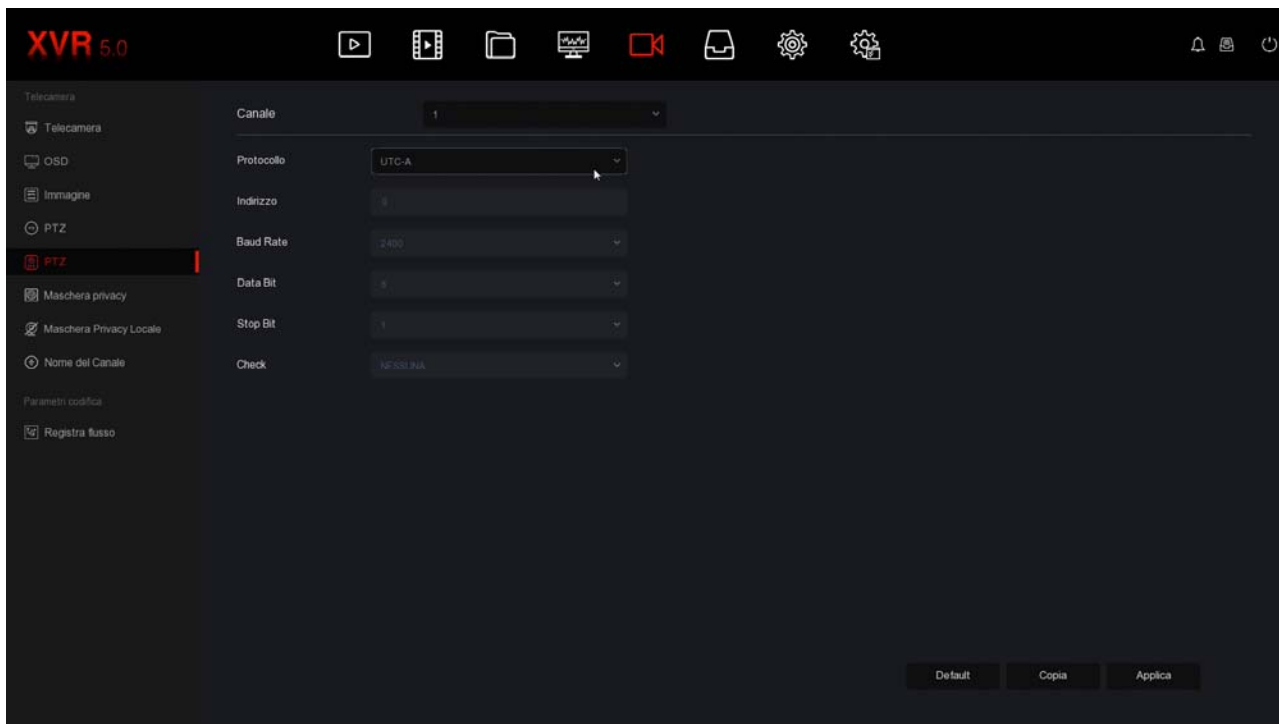 XVR 5.0
Telecamera
Telecamera
OSD
Immagine
PTZ
PTZ
Maschera privacy
Maschera Privacy Locale
Nome del Canale
Parametri codifica
Registra flusso
Canale 1
Protocollo UTC-A
Indirizzo
Baud Rate 2400
Data Bit
Stop Bit 1
Check NESSUNA
Default Copia Applica